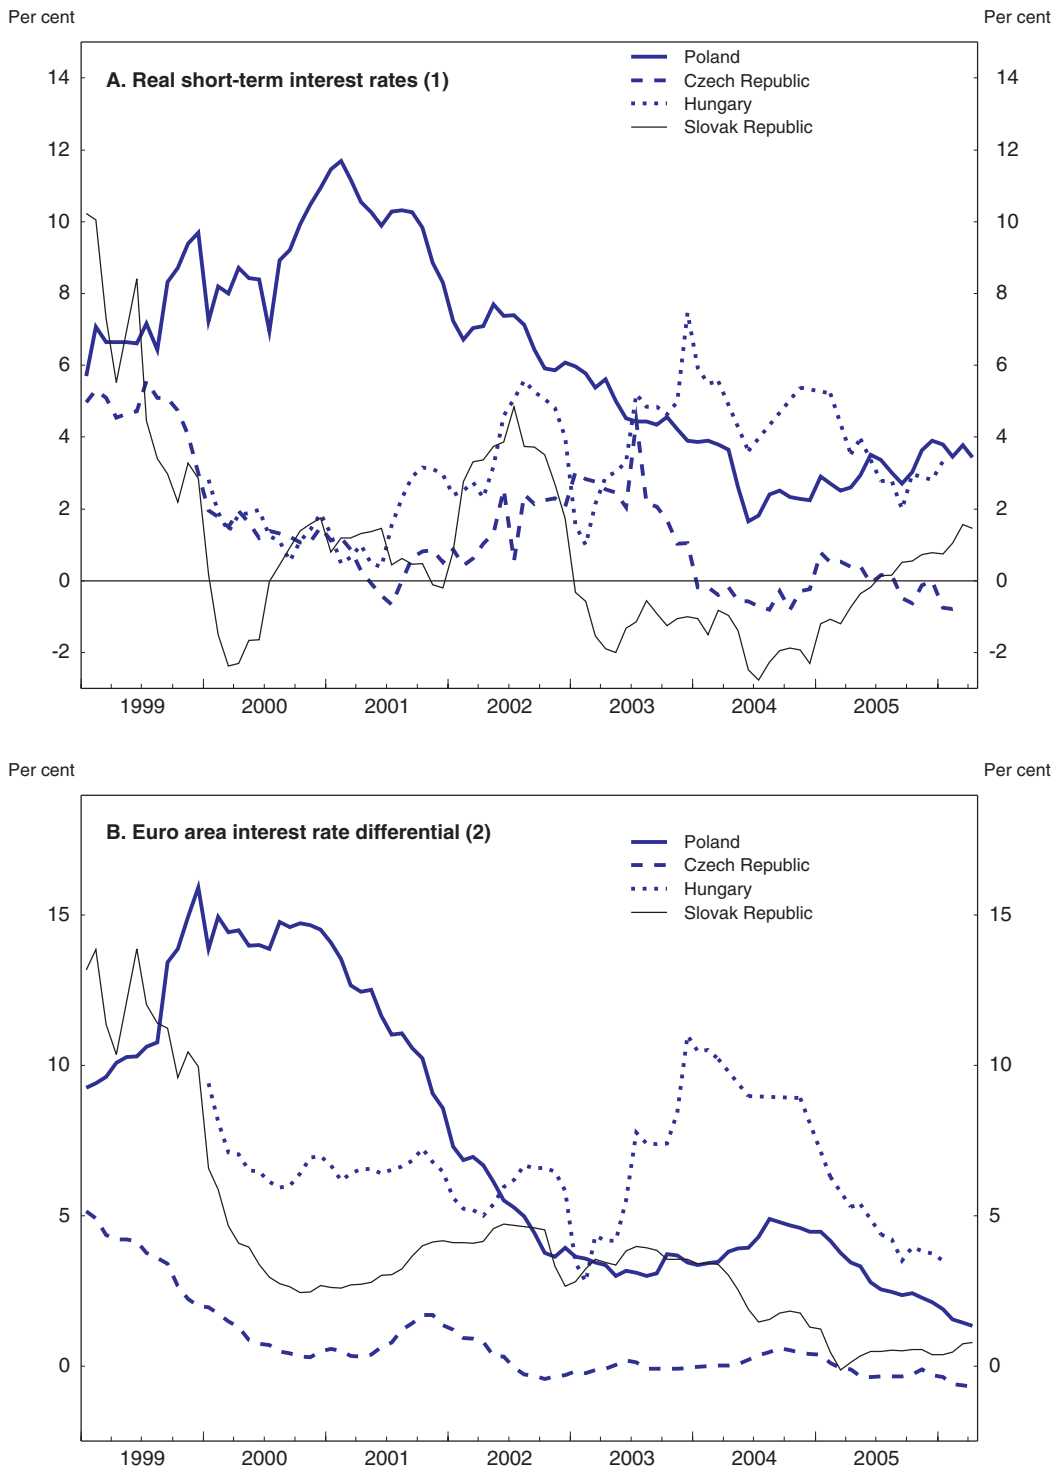 Per cent Per cent
A. Real short-term interest rates (1)
Poland
Czech Republic
Hungary
Slovak Republic
14 14
12 12
10 10
8 8
6 6
4 4
2 2
0 0
-2 -2
1999 2000 2001 2002 2003 2004 2005
Per cent Per cent
B. Euro area interest rate differential (2)
Poland
Czech Republic
Hungary
Slovak Republic
15 15
10 10
5 5
0 0
1999 2000 2001 2002 2003 2004 2005